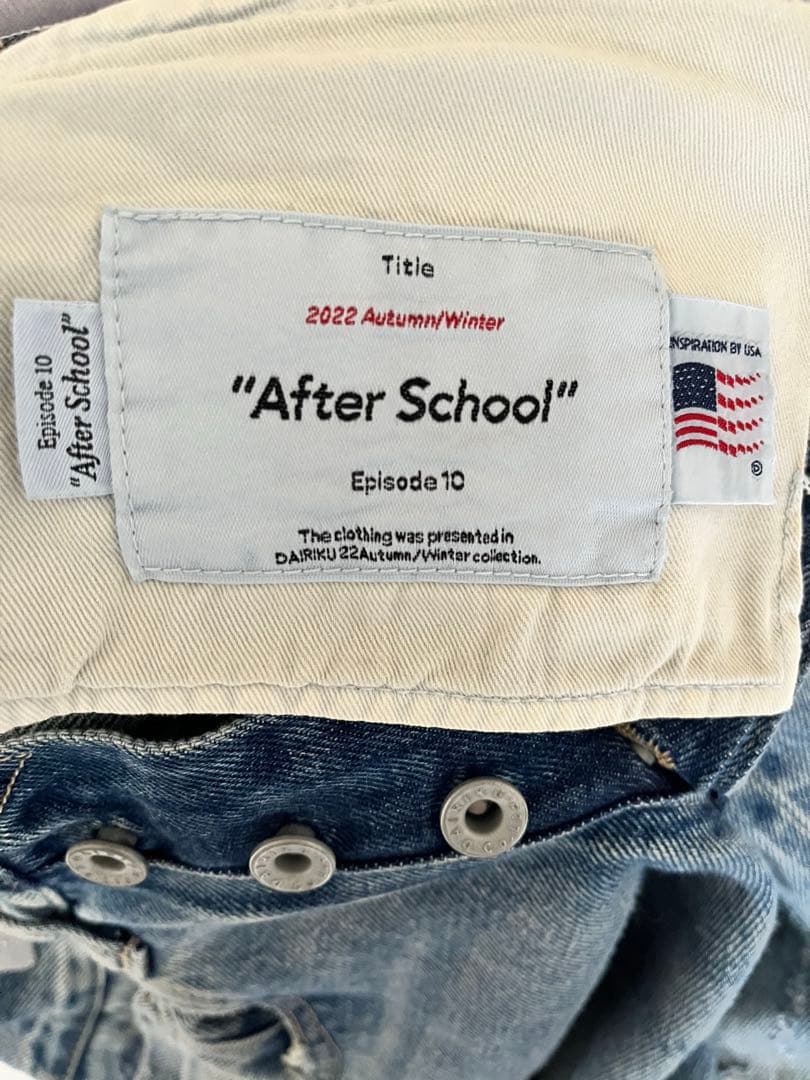 Title
2022 Autumn/Winter
"After School"
Episode 10
The clothing was presented in
DAIRIKU 22Autumn/Winter collection.
Episode 10
"After School"
INSPIRATION BY USA
©
DAIRIKU